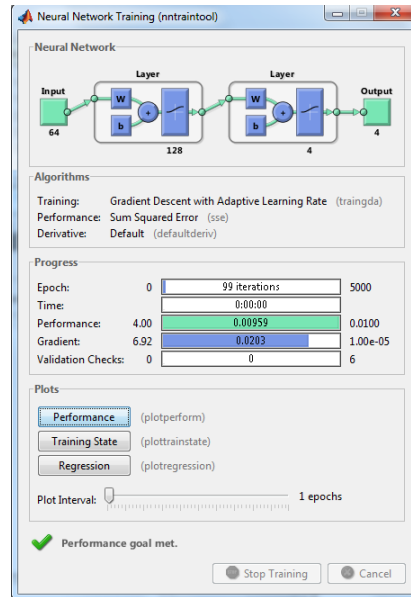 Neural Network Training (nntraintool)
Neural Network
Layer Layer
Input Output
W W
+ +
b b
64 4
128 4
Algorithms
Training: Gradient Descent with Adaptive Learning Rate (traingda)
Performance: Sum Squared Error (sse)
Derivative: Default (defaultderiv)
Progress
Epoch: 0 99 iterations 5000
Time: 0:00:00
Performance: 4.00 0.00959 0.0100
Gradient: 6.92 0.0203 1.00e-05
Validation Checks: 0 0 6
Plots
Performance (plotperform)
Training State (plottrainstate)
Regression (plotregression)
Plot Interval: 1 epochs
Performance goal met.
Stop Training Cancel